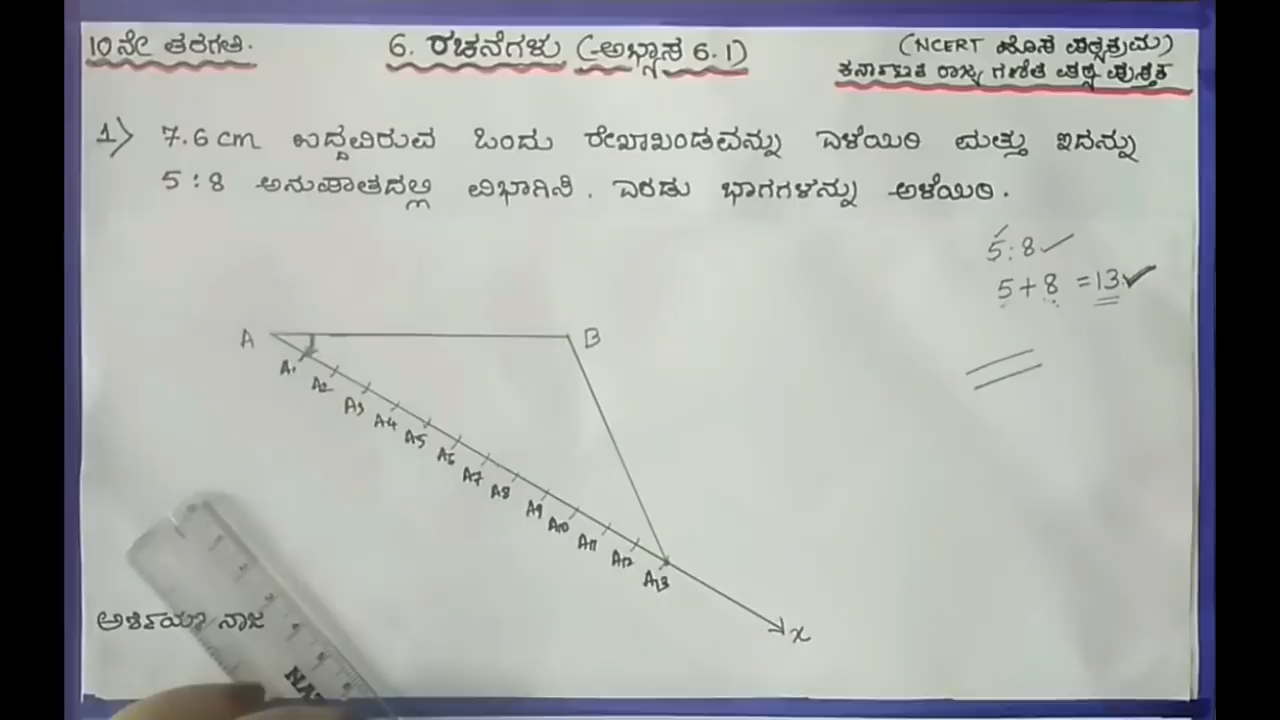 10ನೇ ತರಗತಿ.
6. ರಚನೆಗಳು (ಅಭ್ಯಾಸ 6.1)
(NCERT ಹೊಸ ಪಠ್ಯಕ್ರಮ)
ಕರ್ನಾಟಕ ರಾಜ್ಯ ಗಣಿತ ಪಠ್ಯ ಪುಸ್ತಕ
1) 7.6 cm ಉದ್ದವಿರುವ ಒಂದು ರೇಖಾಖಂಡವನ್ನು ಎಳೆಯಿರಿ ಮತ್ತು ಇದನ್ನು
5:8 ಅನುಪಾತದಲ್ಲಿ ವಿಭಾಗಿಸಿ. ಎರಡು ಭಾಗಗಳನ್ನು ಅಳೆಯಿರಿ.
5:8
5+8 =13
A B
A1
A2
A3
A4
A5
A6
A7
A8
A9
A10
A11
A12
A13
x
ನಾಜ